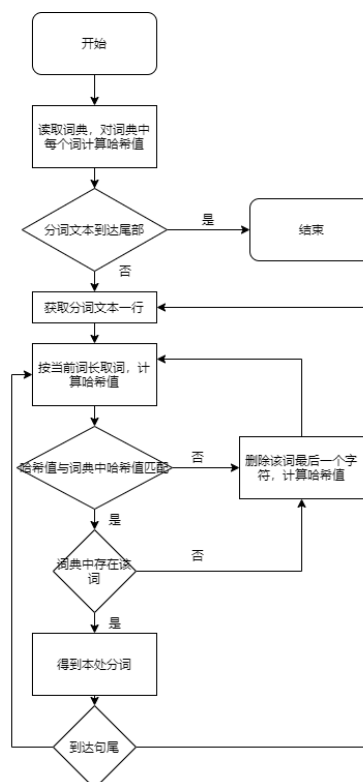 开始
读取词典，对词典中
每个词计算哈希值
分词文本到达尾部
是
结束
否
获取分词文本一行
按当前词长取词，计
算哈希值
哈希值与词典中哈希值匹配
否
删除该词最后一个字
符，计算哈希值
是
词典中存在该
词
否
是
得到本处分词
到达句尾